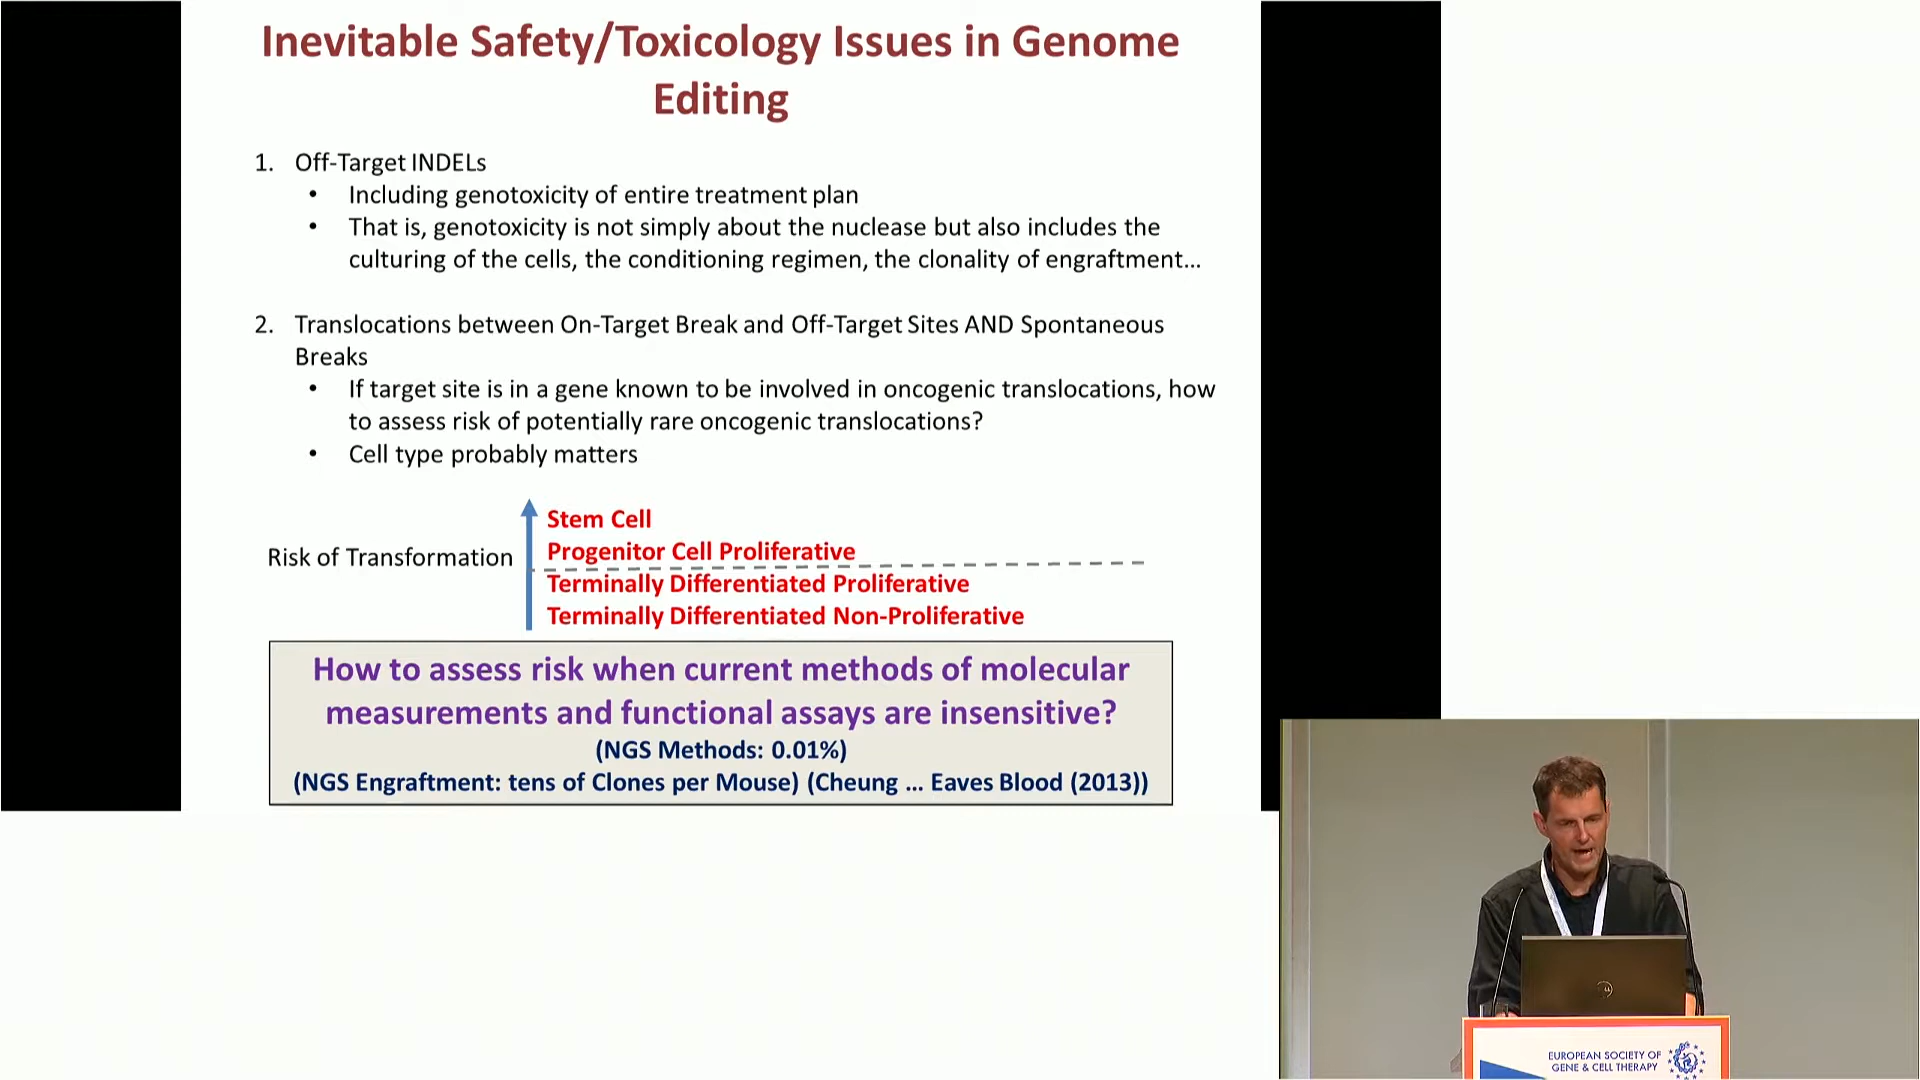 Inevitable Safety/Toxicology Issues in Genome
Editing
1. Off-Target INDELs
• Including genotoxicity of entire treatment plan
• That is, genotoxicity is not simply about the nuclease but also includes the
culturing of the cells, the conditioning regimen, the clonality of engraftment...
2. Translocations between On-Target Break and Off-Target Sites AND Spontaneous
Breaks
• If target site is in a gene known to be involved in oncogenic translocations, how
to assess risk of potentially rare oncogenic translocations?
• Cell type probably matters
Risk of Transformation
Stem Cell
Progenitor Cell Proliferative
Terminally Differentiated Proliferative
Terminally Differentiated Non-Proliferative
How to assess risk when current methods of molecular
measurements and functional assays are insensitive?
(NGS Methods: 0.01%)
(NGS Engraftment: tens of Clones per Mouse) (Cheung ... Eaves Blood (2013))
EUROPEAN SOCIETY OF
GENE & CELL THERAPY